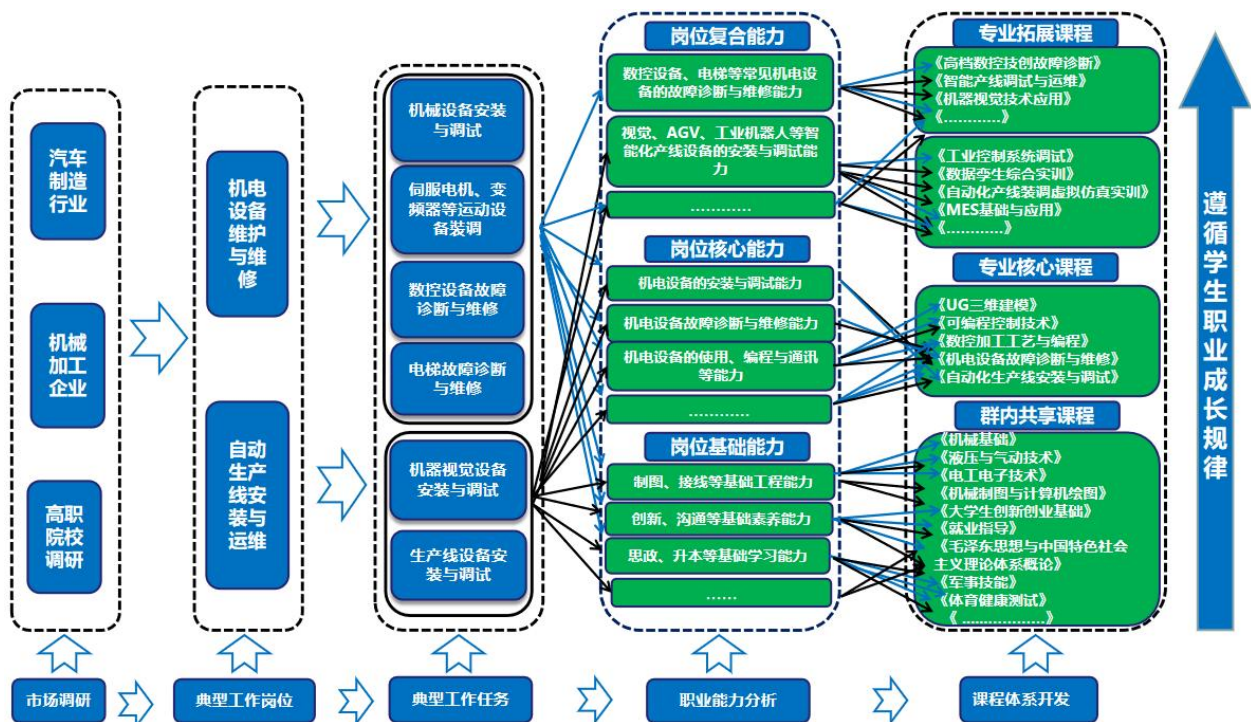 汽车
制造
行业
机械
加工
企业
高职
院校
调研
机电
设备
维护
与维
修
自动
生产
线安
装与
运维
机械设备安装
与调试
伺服电机、变
频器等运动设
备装调
数控设备故障
诊断与维修
电梯故障诊断
与维修
机器视觉设备
安装与调试
生产线设备安
装与调试
岗位复合能力
数控设备、电梯等常见机电设
备的故障诊断与维修能力
视觉、AGV、工业机器人等智
能化产线设备的安装与调试能
力
…………
岗位核心能力
机电设备的安装与调试能力
机电设备故障诊断与维修能力
机电设备的使用、编程与通讯
等能力
…………
岗位基础能力
制图、接线等基础工程能力
创新、沟通等基础素养能力
思政、升本等基础学习能力
……
专业拓展课程
《高档数控技创故障诊断》
《智能产线调试与运维》
《机器视觉技术应用》
《…………》
《工业控制系统调试》
《数据孪生综合实训》
《自动化产线装调虚拟仿真实训》
《MES基础与应用》
《…………》
专业核心课程
《UG三维建模》
《可编程控制技术》
《数控加工工艺与编程》
《机电设备故障诊断与维修》
《自动化生产线安装与调试》
群内共享课程
《机械基础》
《液压与气动技术》
《电工电子技术》
《机械制图与计算机绘图》
《大学生创新创业基础》
《就业指导》
《毛泽东思想与中国特色社会
主义理论体系概论》
《军事技能》
《体育健康测试》
《 ……………… 》
遵循学生职业成长规律
市场调研
典型工作岗位
典型工作任务
职业能力分析
课程体系开发